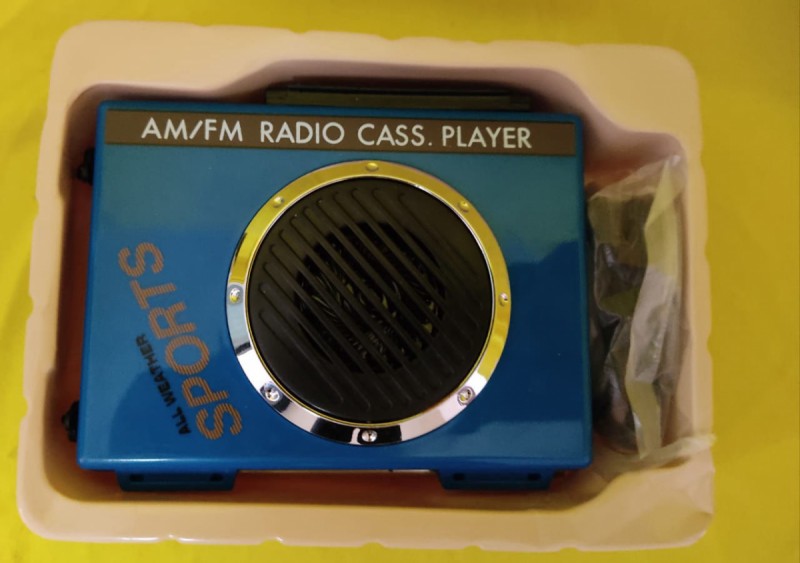 AM/FM RADIO CASS. PLAYER
ALL WEATHER
SPORTS